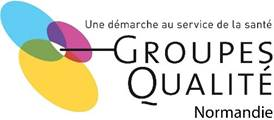 Une démarche au service de la santé
GROUPES
QUALITÉ
Normandie